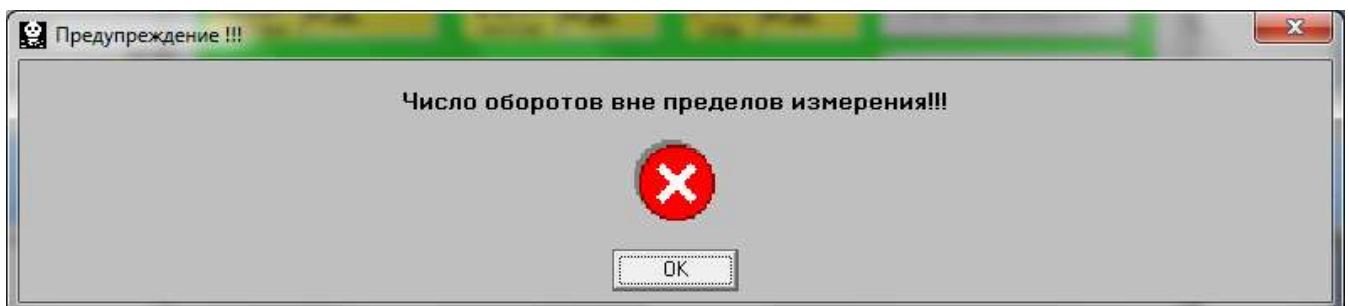 Предупреждение !!!
Число оборотов вне пределов измерения!!!
OK